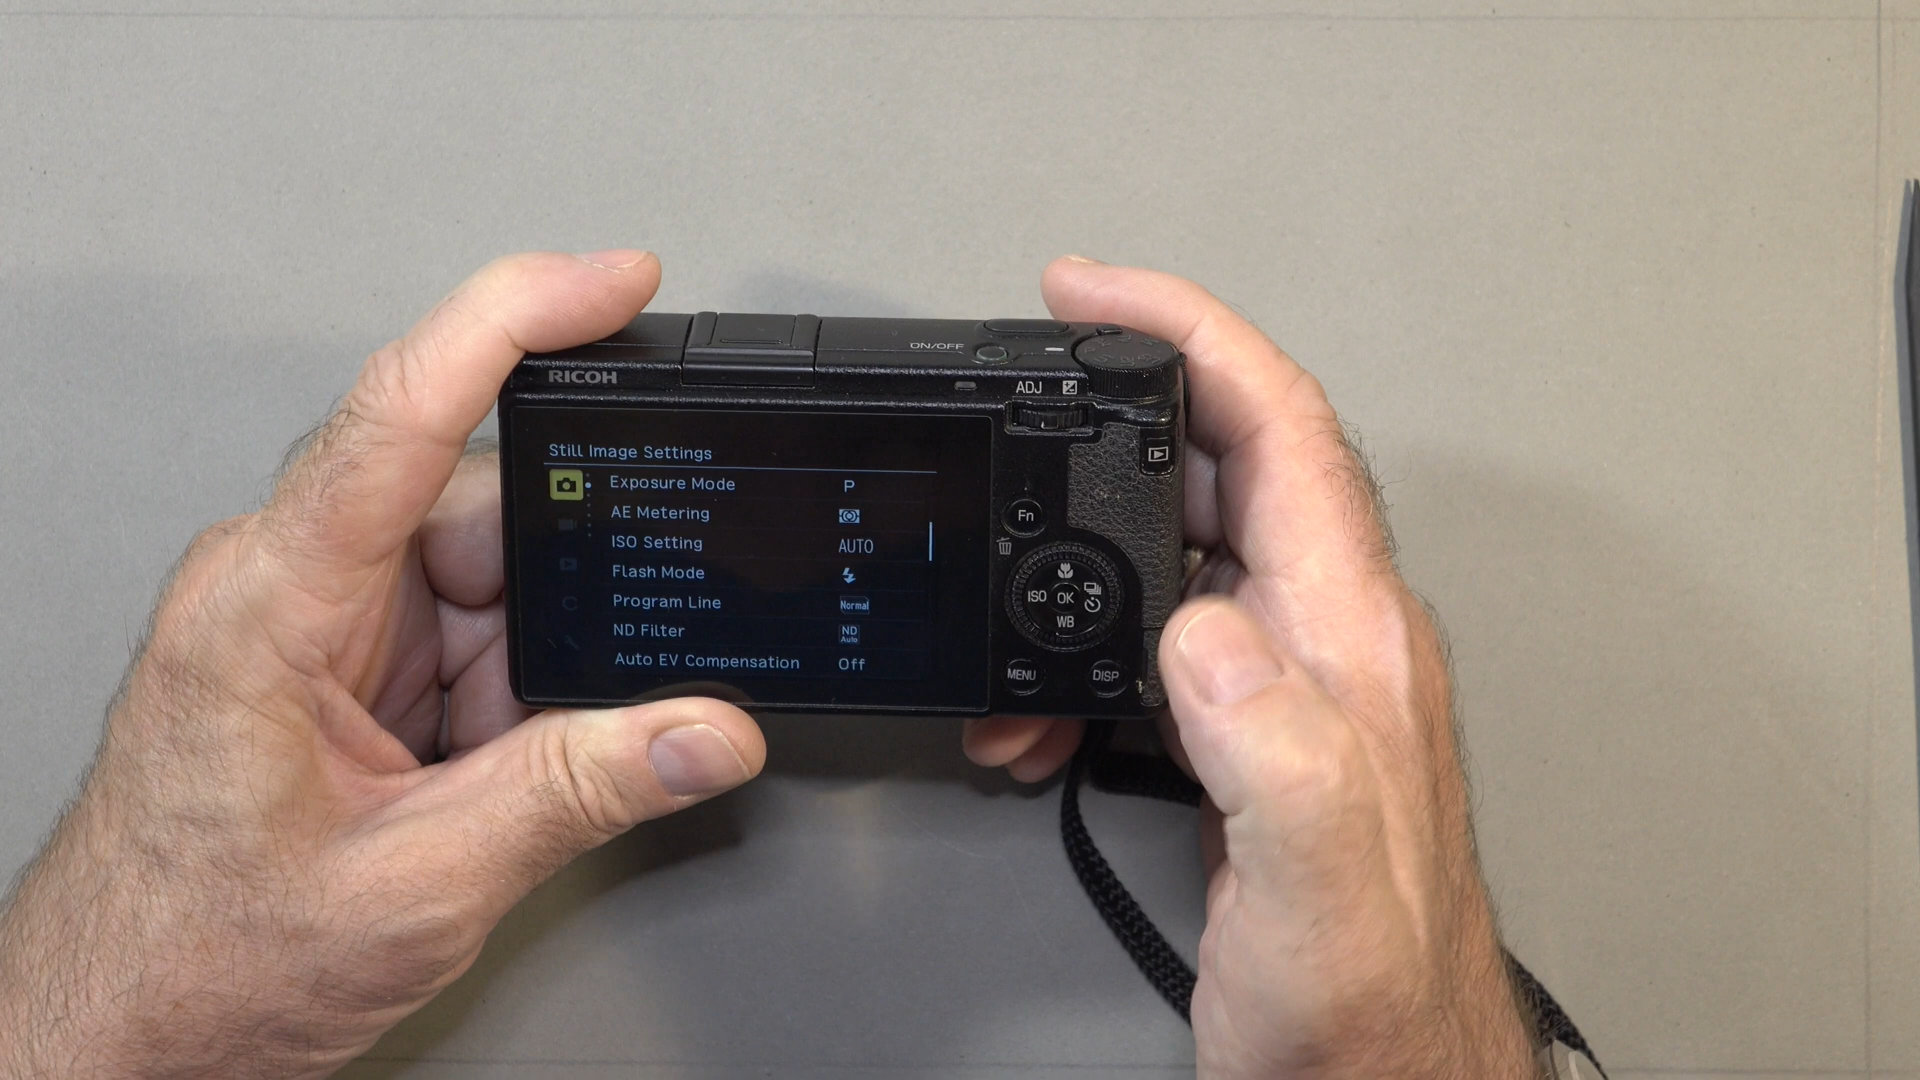 ON/OFF
RICOH
ADJ
Still Image Settings
Exposure Mode P
AE Metering
ISO Setting AUTO
Flash Mode
Program Line Normal
ND Filter ND Auto
Auto EV Compensation Off
Fn
ISO OK
WB
MENU DISP